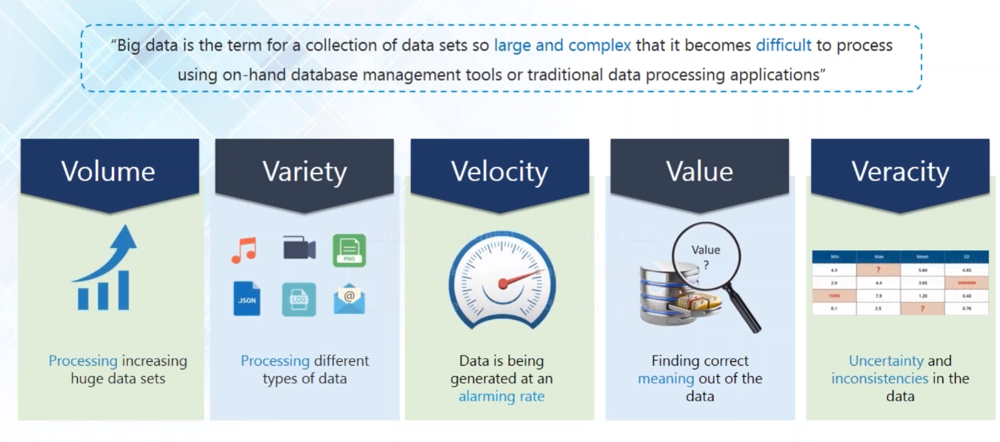 “Big data is the term for a collection of data sets so large and complex that it becomes difficult to process
using on-hand database management tools or traditional data processing applications”
Volume
Variety
Velocity
Value
Veracity
PNG
.JSON
LOG
@
Value
?
Min Max Mean SD
4.3 ? 5.84 0.83
2.0 4.4 3.05
15000 7.9 1.20 0.43
0.1 2.5 ? 0.76
Processing increasing
huge data sets
Processing different
types of data
Data is being
generated at an
alarming rate
Finding correct
meaning out of the
data
Uncertainty and
inconsistencies in the
data